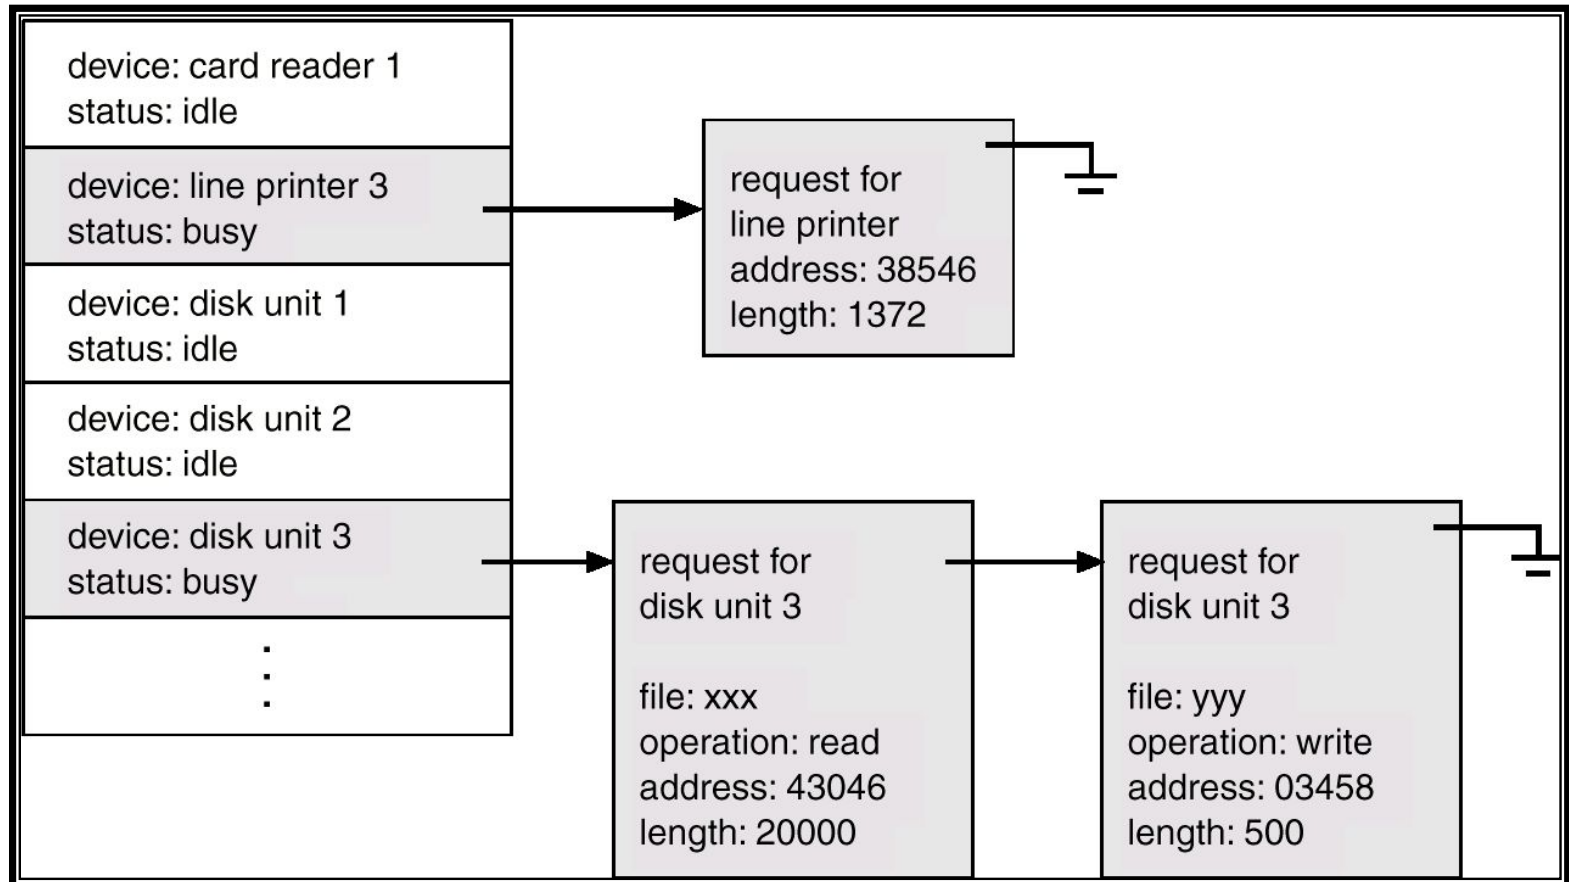 device: card reader 1
status: idle
device: line printer 3
status: busy
device: disk unit 1
status: idle
device: disk unit 2
status: idle
device: disk unit 3
status: busy
request for
line printer
address: 38546
length: 1372
request for
disk unit 3
file: xxx
operation: read
address: 43046
length: 20000
request for
disk unit 3
file: yyy
operation: write
address: 03458
length: 500